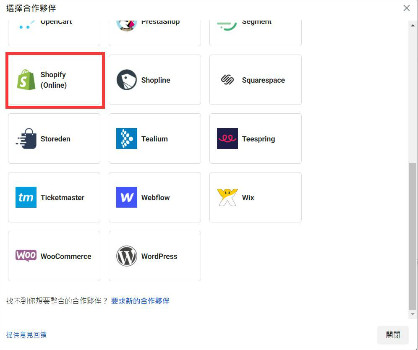 選擇合作夥伴
OpenCart
PrestaShop
Segment
Shopify
(Online)
Shopline
Squarespace
Storeden
Tealium
Teespring
tm
Ticketmaster
W
Webflow
Wix
Woo
WooCommerce
WordPress
找不到你想要整合的合作夥伴? 要求新的合作夥伴
提供意見回饋
關閉